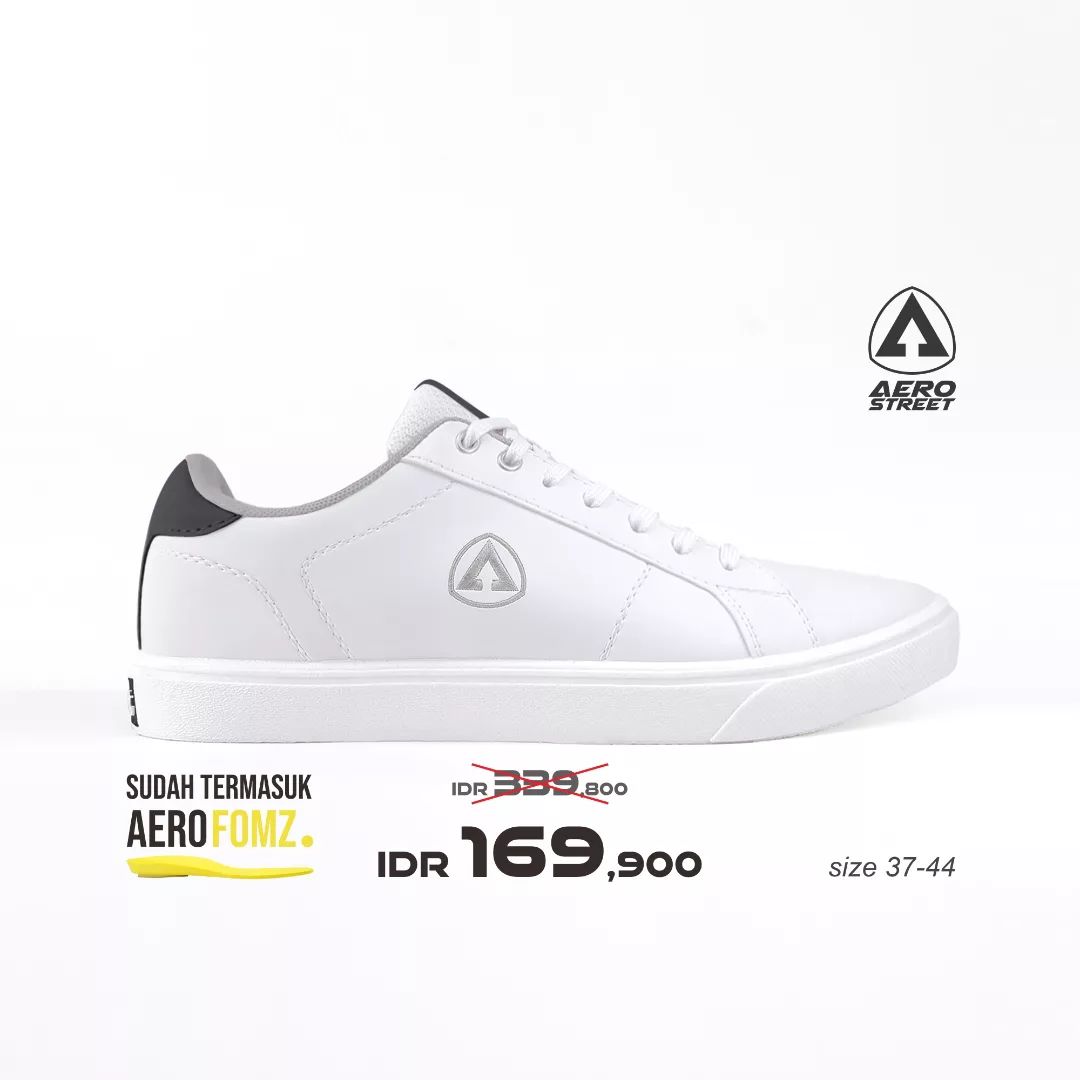 AERO
STREET
SUDAH TERMASUK
AEROFOMZ.
IDR 339,800
IDR 169,900
size 37-44